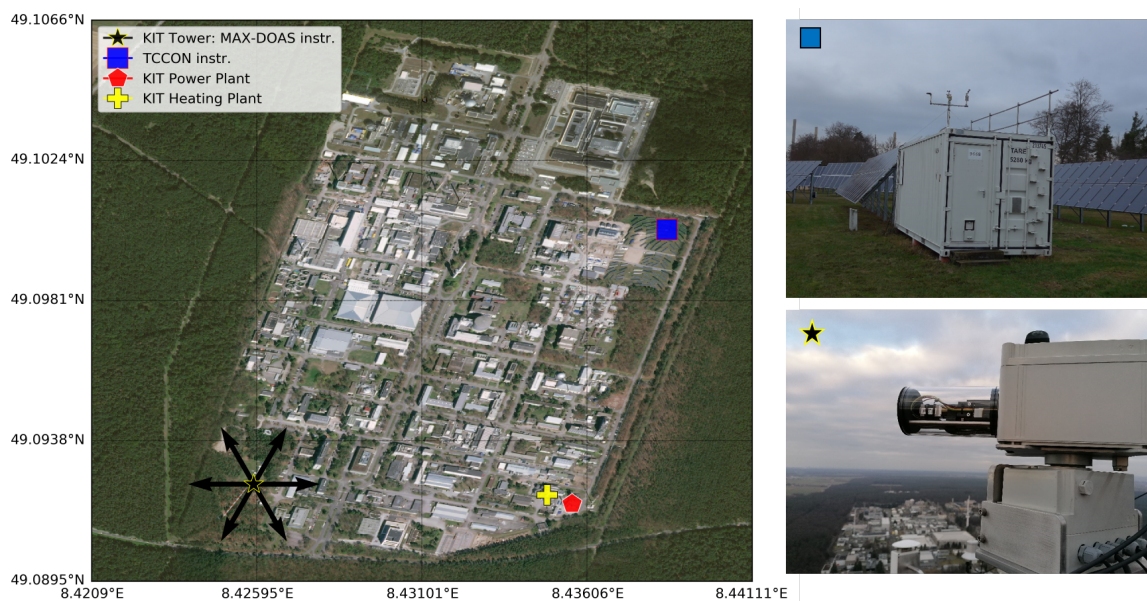 49.1066°N
49.1024°N
49.0981°N
49.0938°N
49.0895°N
8.4209°E
8.42595°E
8.43101°E
8.43606°E
8.44111°E
KIT Tower: MAX-DOAS instr.
TCCON instr.
KIT Power Plant
KIT Heating Plant
TARE